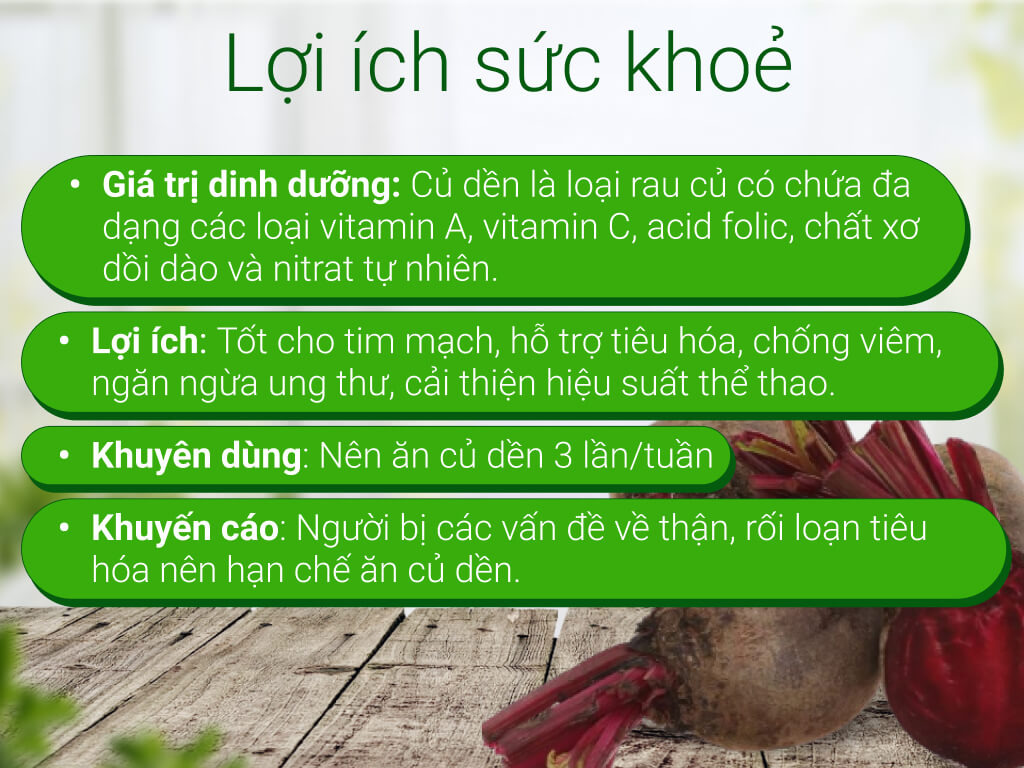 Lợi ích sức khoẻ
• Giá trị dinh dưỡng: Củ dền là loại rau củ có chứa đa
dạng các loại vitamin A, vitamin C, acid folic, chất xơ
dồi dào và nitrat tự nhiên.
• Lợi ích: Tốt cho tim mạch, hỗ trợ tiêu hóa, chống viêm,
ngăn ngừa ung thư, cải thiện hiệu suất thể thao.
• Khuyên dùng: Nên ăn củ dền 3 lần/tuần
• Khuyến cáo: Người bị các vấn đề về thận, rối loạn tiêu
hóa nên hạn chế ăn củ dền.